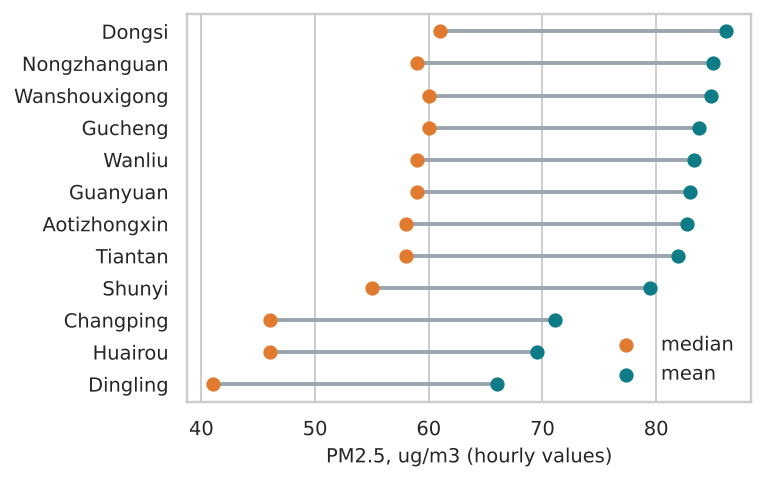 Dongsi
Nongzhanguan
Wanshouxigong
Gucheng
Wanliu
Guanyuan
Aotizhongxin
Tiantan
Shunyi
Changping
Huairou
Dingling
median
mean
40 50 60 70 80
PM2.5, ug/m3 (hourly values)